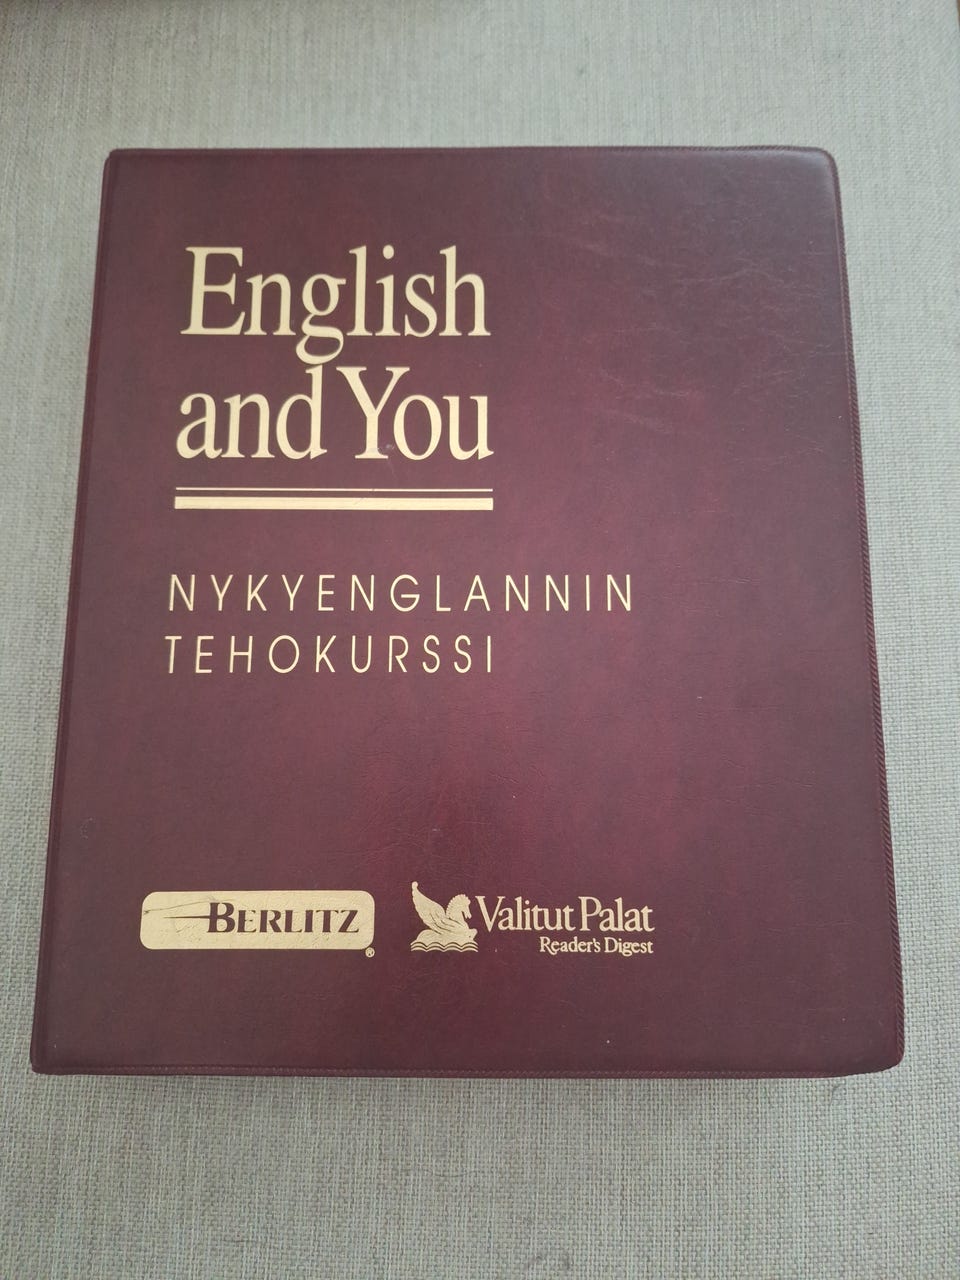 English
and You
NYKYENGLANNIN
TEHOKURSSI
BERLITZ ®
Valitut Palat
Reader's Digest